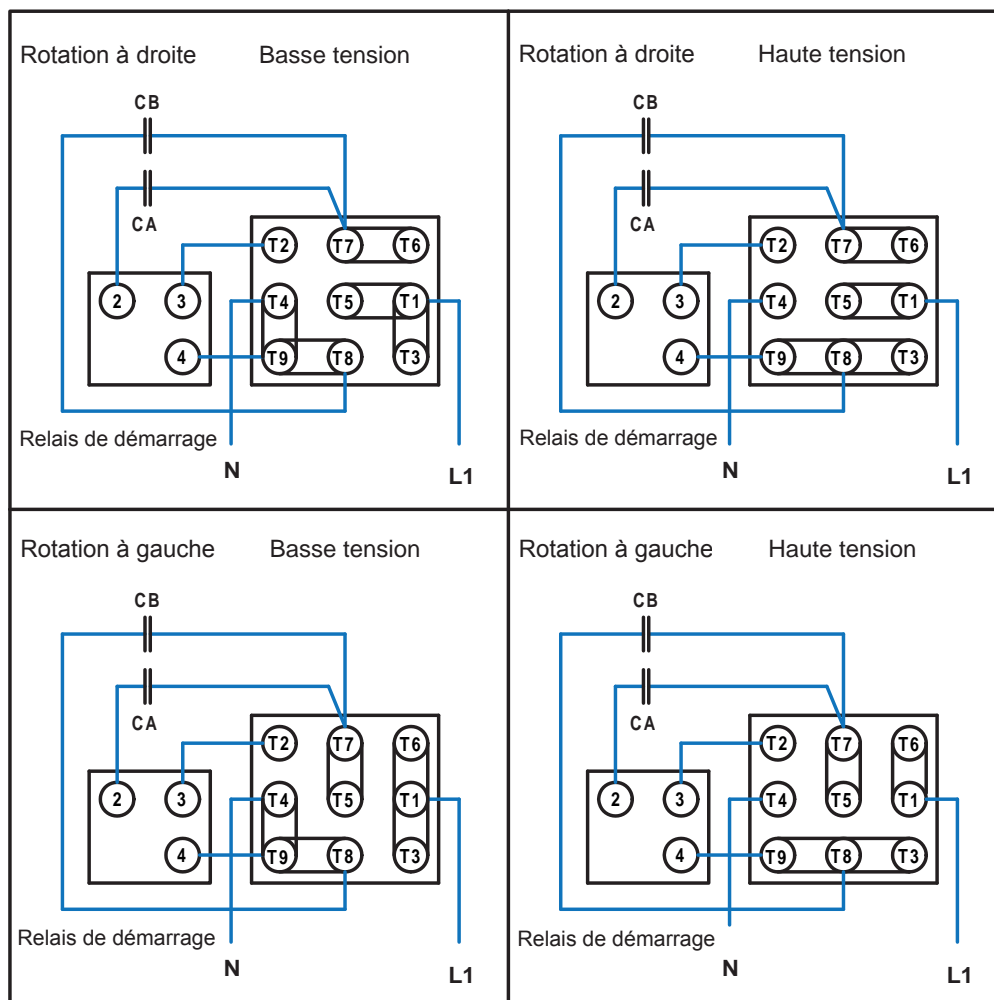 Rotation à droite Basse tension
CB
CA
T2 T7 T6
2 3 T4 T5 T1
4 T9 T8 T3
Relais de démarrage
N L1
Rotation à droite Haute tension
CB
CA
T2 T7 T6
2 3 T4 T5 T1
4 T9 T8 T3
Relais de démarrage
N L1
Rotation à gauche Basse tension
CB
CA
T2 T7 T6
2 3 T4 T5 T1
4 T9 T8 T3
Relais de démarrage
N L1
Rotation à gauche Haute tension
CB
CA
T2 T7 T6
2 3 T4 T5 T1
4 T9 T8 T3
Relais de démarrage
N L1